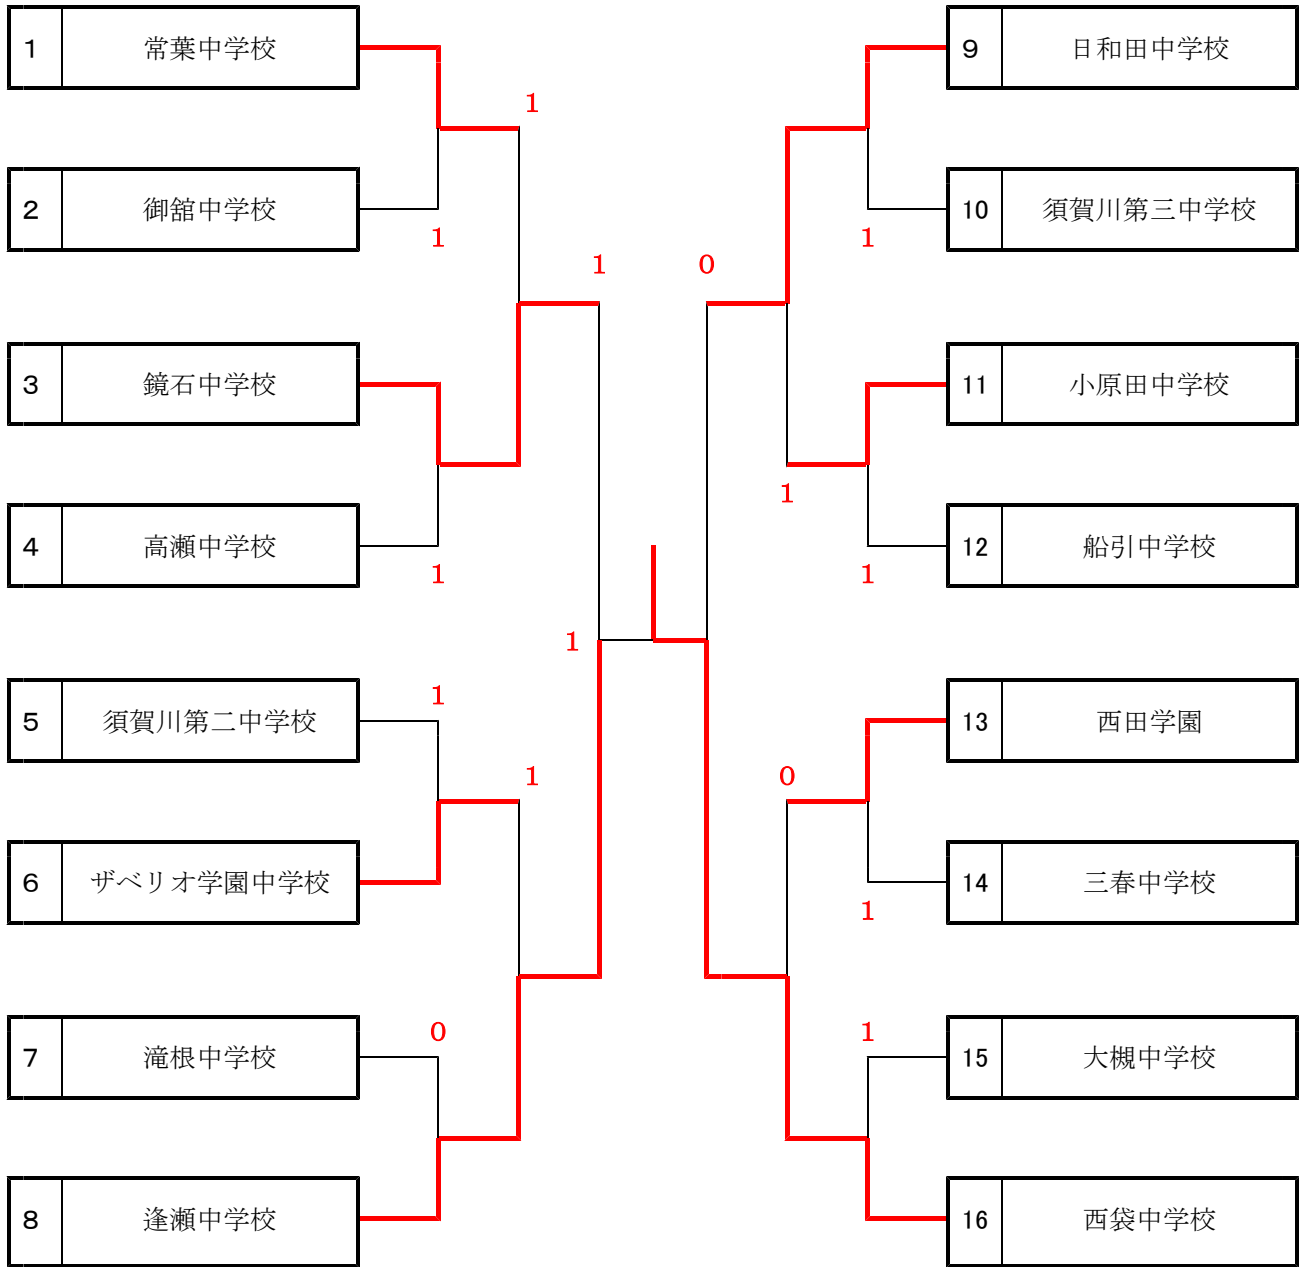 1 常葉中学校
9 日和田中学校
1
2 御舘中学校
10 須賀川第三中学校
1
1
1
0
3 鏡石中学校
11 小原田中学校
1
4 高瀬中学校
12 船引中学校
1
1
1
1
5 須賀川第二中学校
13 西田学園
1
0
6 ザベリオ学園中学校
14 三春中学校
1
0
1
7 滝根中学校
15 大槻中学校
8 逢瀬中学校
16 西袋中学校